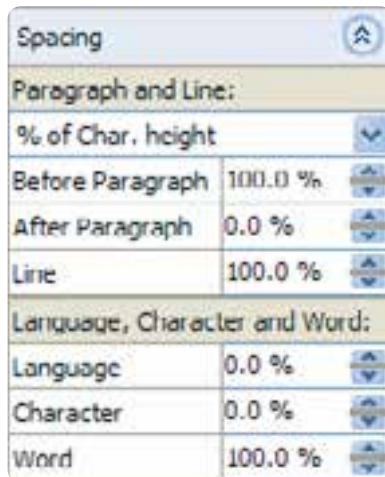 Spacing
Paragraph and Line:
% of Char. height
Before Paragraph 100.0 %
After Paragraph 0.0 %
Line 100.0 %
Language, Character and Word:
Language 0.0 %
Character 0.0 %
Word 100.0 %